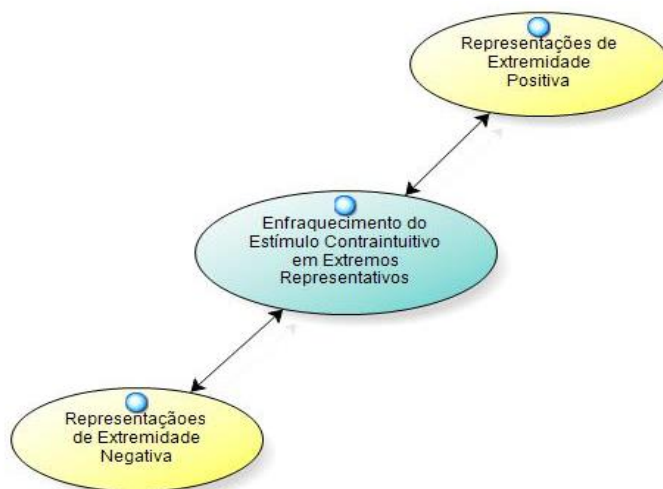 Representações de
Extremidade
Positiva
Enfraquecimento do
Estímulo Contraintuitivo
em Extremos
Representativos
Representaçãoes
de Extremidade
Negativa